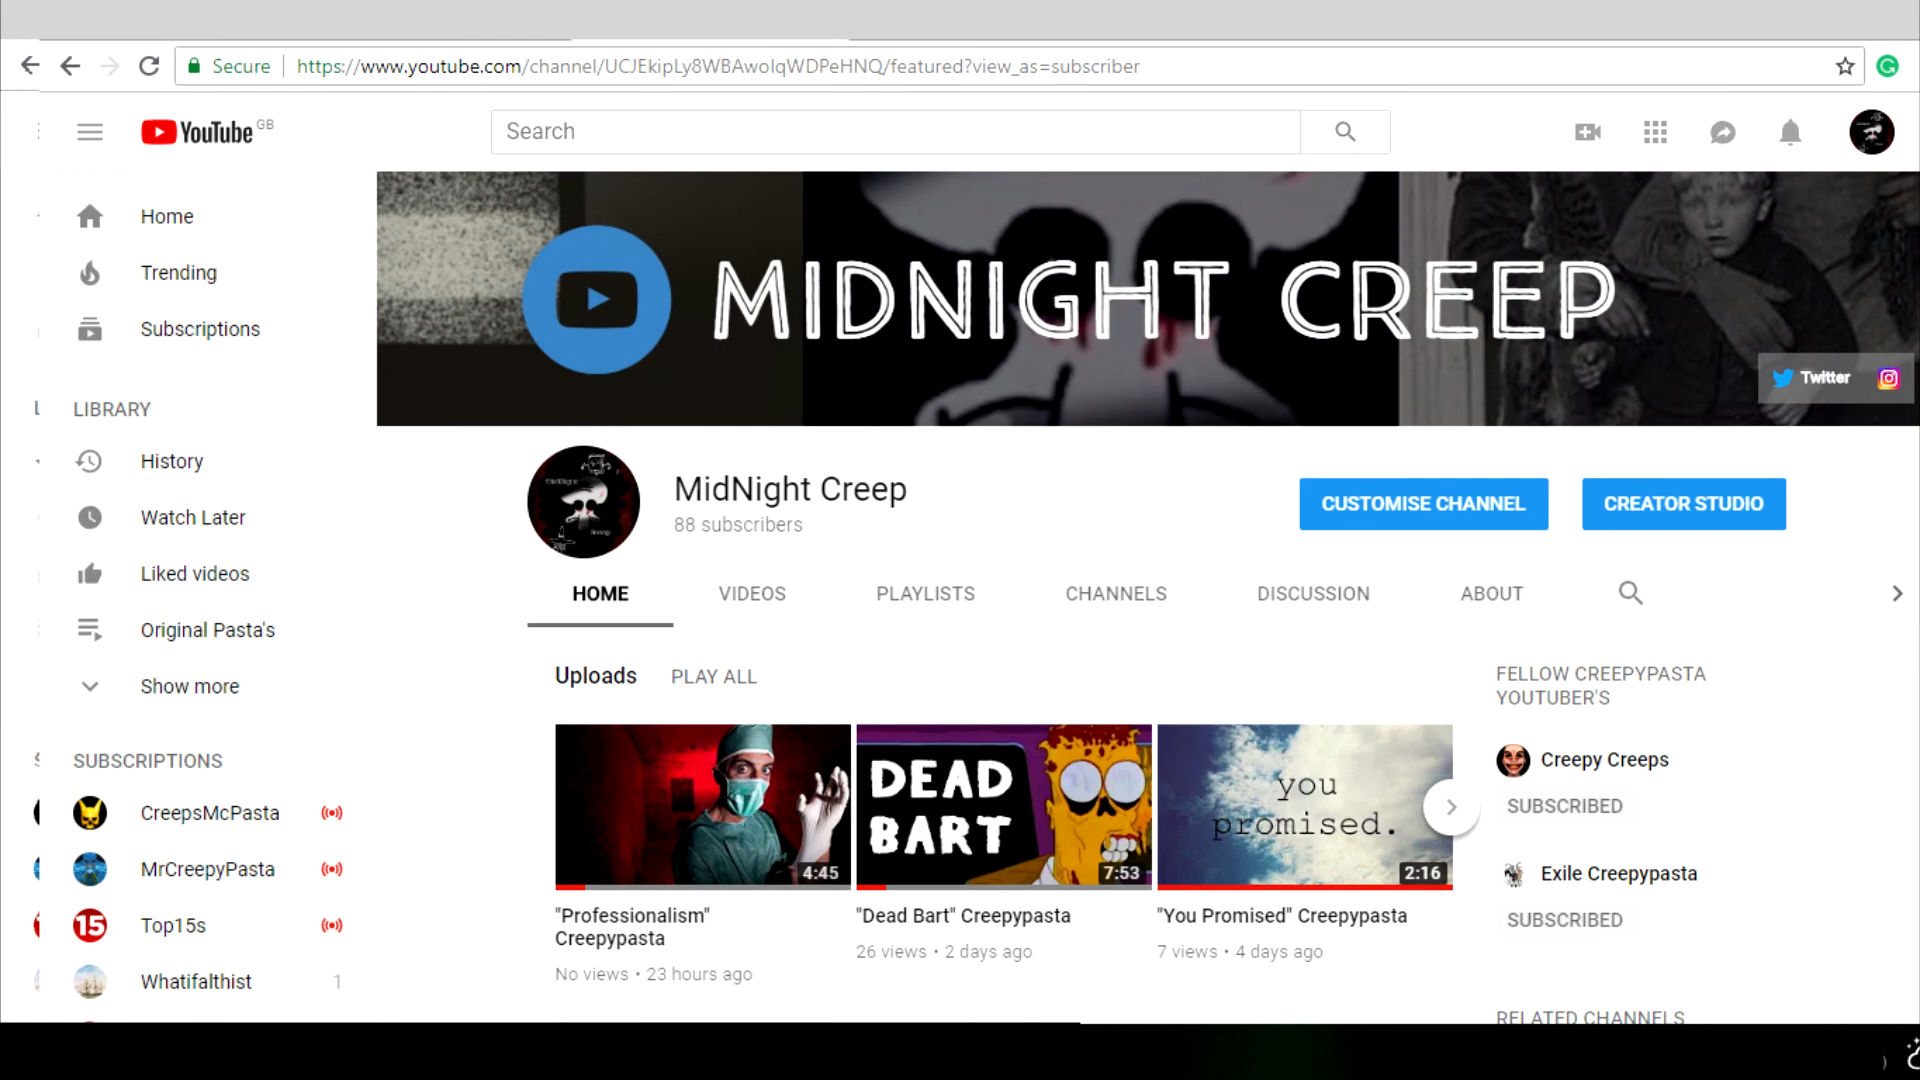 Secure
https://www.youtube.com/channel/UCJEkipLy8WBAwoIqWDPeHNQ/featured?view_as=subscriber
YouTube GB
Search
Home
Trending
Subscriptions
LIBRARY
History
Watch Later
Liked videos
Original Pasta's
Show more
SUBSCRIPTIONS
CreepsMcPasta
MrCreepyPasta
15 Top15s
Whatifalthist 1
MIDNIGHT CREEP
Twitter
MidNight Creep
88 subscribers
CUSTOMISE CHANNEL
CREATOR STUDIO
HOME VIDEOS PLAYLISTS CHANNELS DISCUSSION ABOUT
Uploads PLAY ALL
4:45
"Professionalism"
Creepypasta
No views • 23 hours ago
DEAD
BART
7:53
"Dead Bart" Creepypasta
26 views • 2 days ago
you
promised.
2:16
"You Promised" Creepypasta
7 views • 4 days ago
FELLOW CREEPYPASTA
YOUTUBER'S
Creepy Creeps
SUBSCRIBED
Exile Creepypasta
SUBSCRIBED
RELATED CHANNELS